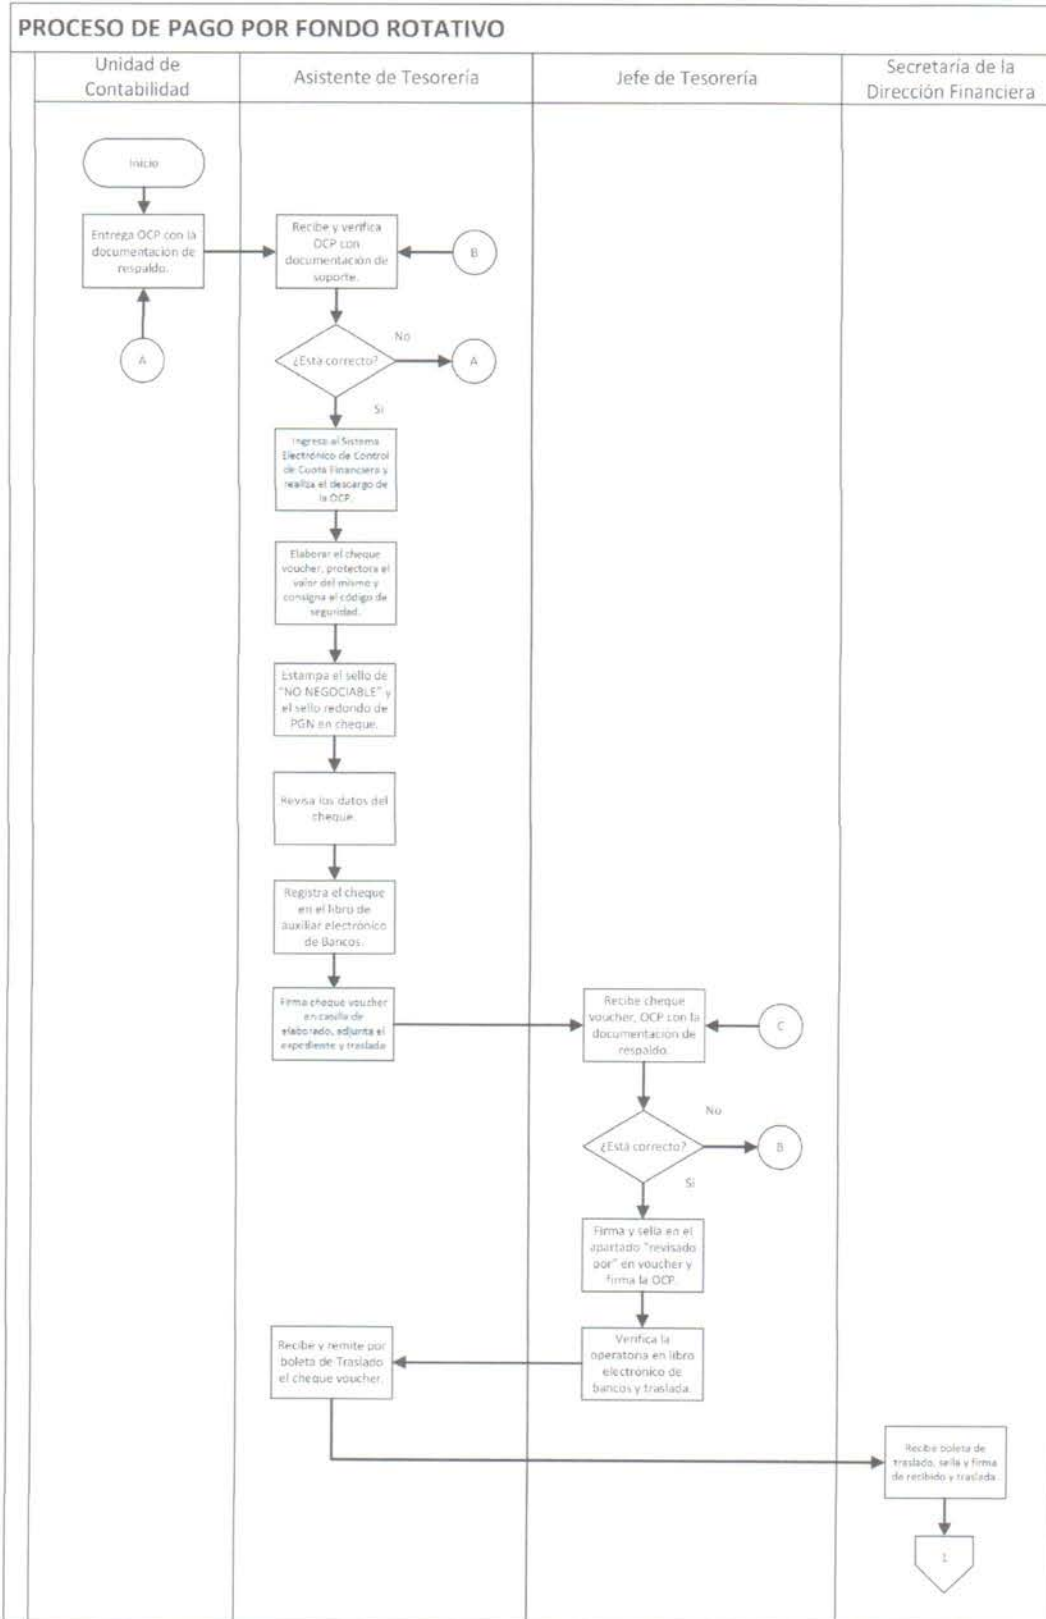 PROCESO DE PAGO POR FONDO ROTATIVO
Unidad de
Contabilidad
Asistente de Tesorería
Jefe de Tesorería
Secretaría de la
Dirección Financiera
Inicio
Entrega OCP con la
documentación de
respaldo.
Recibe y verifica
OCP con
documentación de
soporte.
B
A
¿Está correcto?
No
A
Si
Ingresa al Sistema
Electrónico de Control
de Cuota Financiera y
realiza el descargo de
la OCP.
Elaborar el cheque
voucher, protectora el
valor del mismo y
consigna el código de
seguridad.
Estampa el sello de
"NO NEGOCIABLE" y
el sello redondo de
PGN en cheque.
Revisa los datos del
cheque.
Registra el cheque
en el libro de
auxiliar electrónico
de Bancos.
Firma cheque voucher
en casilla de
elaborado, adjunta el
expediente y traslada
Recibe cheque
voucher, OCP con la
documentación de
respaldo.
C
¿Está correcto?
No
B
Si
Firma y sella en el
apartado "revisado
por" en voucher y
firma la OCP.
Verifica la
operatoria en libro
electrónico de
bancos y traslada.
Recibe y remite por
boleta de Traslado
el cheque voucher.
Recibe boleta de
traslado, sella y firma
de recibido y traslada.
1